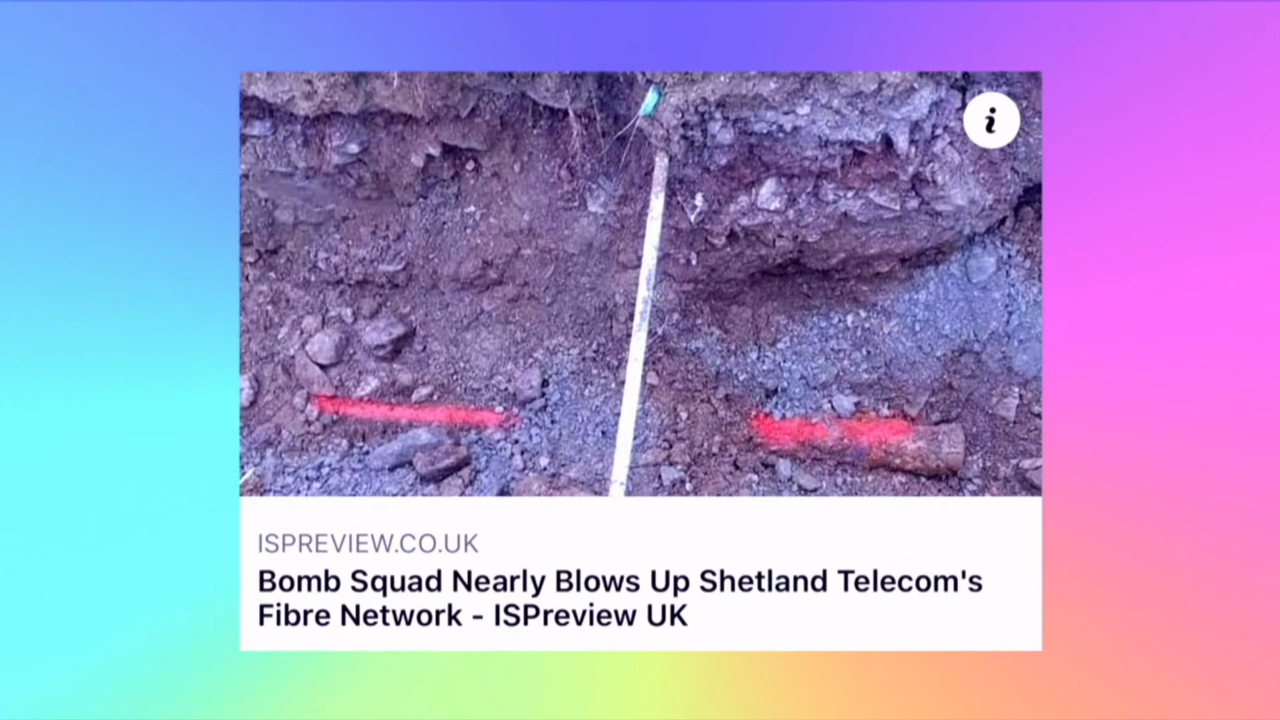 i
ISPREVIEW.CO.UK
Bomb Squad Nearly Blows Up Shetland Telecom's
Fibre Network - ISPreview UK